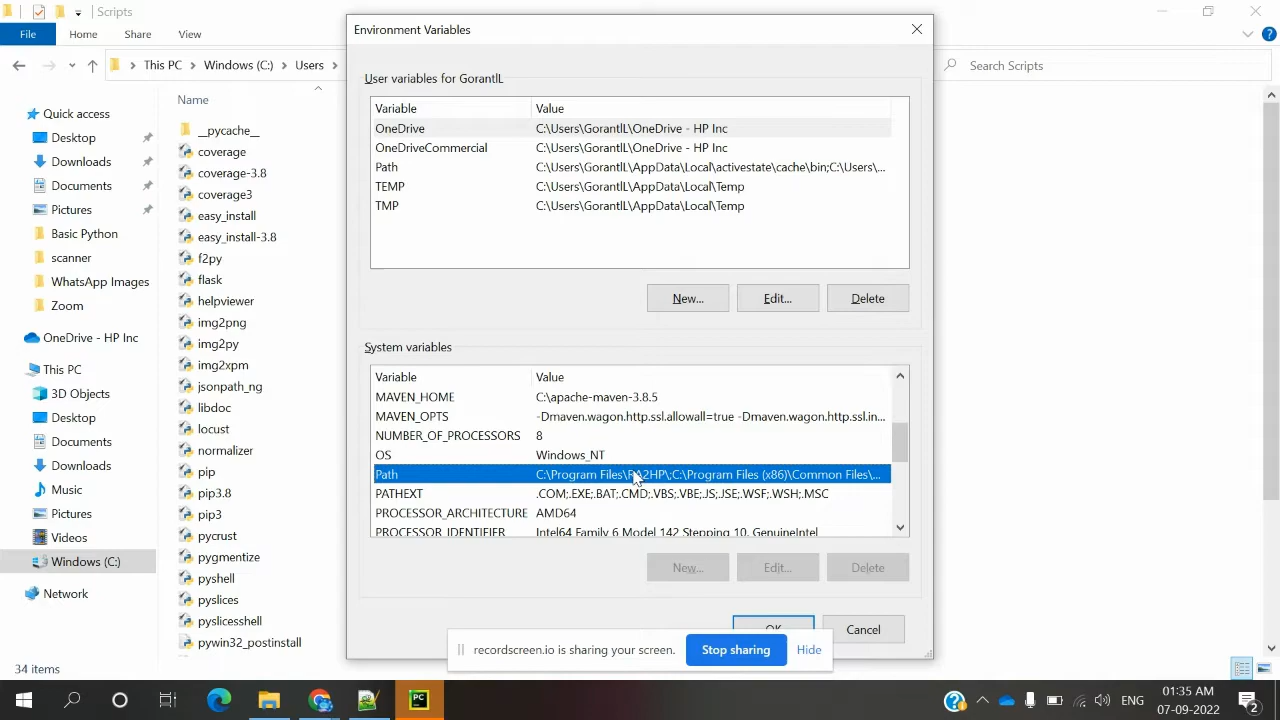 Scripts
File
Home
Share
View
This PC
Windows (C:)
Users
Search Scripts
Quick access
Desktop
Downloads
Documents
Pictures
Basic Python
scanner
WhatsApp Images
Zoom
OneDrive - HP Inc
This PC
3D Objects
Desktop
Documents
Downloads
Music
Pictures
Videos
Windows (C:)
Network
34 items
Name
__pycache__
coverage
coverage-3.8
coverage3
easy_install
easy_install-3.8
f2py
flask
helpviewer
img2png
img2py
img2xpm
jsonpath_ng
libdoc
locust
normalizer
pip
pip3.8
pip3
pycrust
pygmentize
pyshell
pyslices
pyslicesshell
pywin32_postinstall
Environment Variables
User variables for GorantlL
Variable Value
OneDrive C:\Users\GorantlL\OneDrive - HP Inc
OneDriveCommercial C:\Users\GorantlL\OneDrive - HP Inc
Path C:\Users\GorantlL\AppData\Local\activestate\cache\bin;C:\Users\...
TEMP C:\Users\GorantlL\AppData\Local\Temp
TMP C:\Users\GorantlL\AppData\Local\Temp
New... Edit... Delete
System variables
Variable Value
MAVEN_HOME C:\apache-maven-3.8.5
MAVEN_OPTS -Dmaven.wagon.http.ssl.allowall=true -Dmaven.wagon.http.ssl.in...
NUMBER_OF_PROCESSORS 8
OS Windows_NT
Path C:\Program Files\RA2HP\;C:\Program Files (x86)\Common Files\...
PATHEXT .COM;.EXE;.BAT;.CMD;.VBS;.VBE;.JS;.JSE;.WSF;.WSH;.MSC
PROCESSOR_ARCHITECTURE AMD64
PROCESSOR_IDENTIFIER Intel64 Family 6 Model 142 Stepping 10, GenuineIntel
New... Edit... Delete
OK Cancel
recordscreen.io is sharing your screen. Stop sharing Hide
ENG
01:35 AM
07-09-2022
2